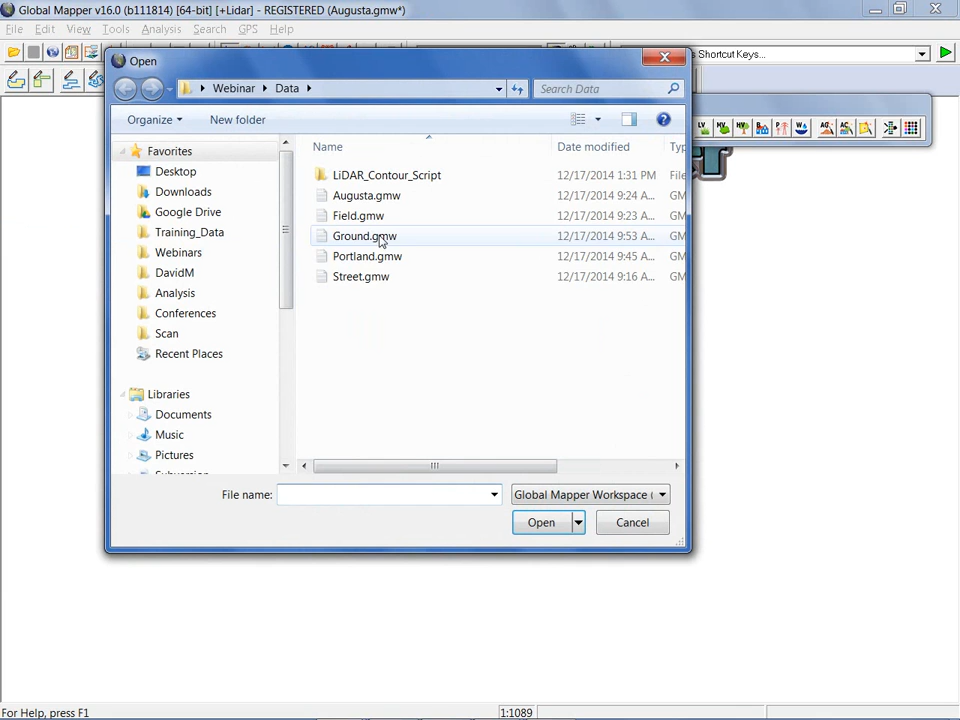 Global Mapper v16.0 (b111814) [64-bit] [+Lidar] - REGISTERED (Augusta.gmw*)
File Edit View Tools Analysis Search GPS Help
Shortcut Keys...
Open
Webinar Data
Search Data
Organize New folder
Favorites
Desktop
Downloads
Google Drive
Training_Data
Webinars
DavidM
Analysis
Conferences
Scan
Recent Places
Libraries
Documents
Music
Pictures
Name Date modified
LiDAR_Contour_Script 12/17/2014 1:31 PM
Augusta.gmw 12/17/2014 9:24 A... GM
Field.gmw 12/17/2014 9:23 A... GM
Ground.gmw 12/17/2014 9:53 A... GM
Portland.gmw 12/17/2014 9:45 A... GM
Street.gmw 12/17/2014 9:16 A... GM
File name: Global Mapper Workspace (
Open Cancel
For Help, press F1 1:1089